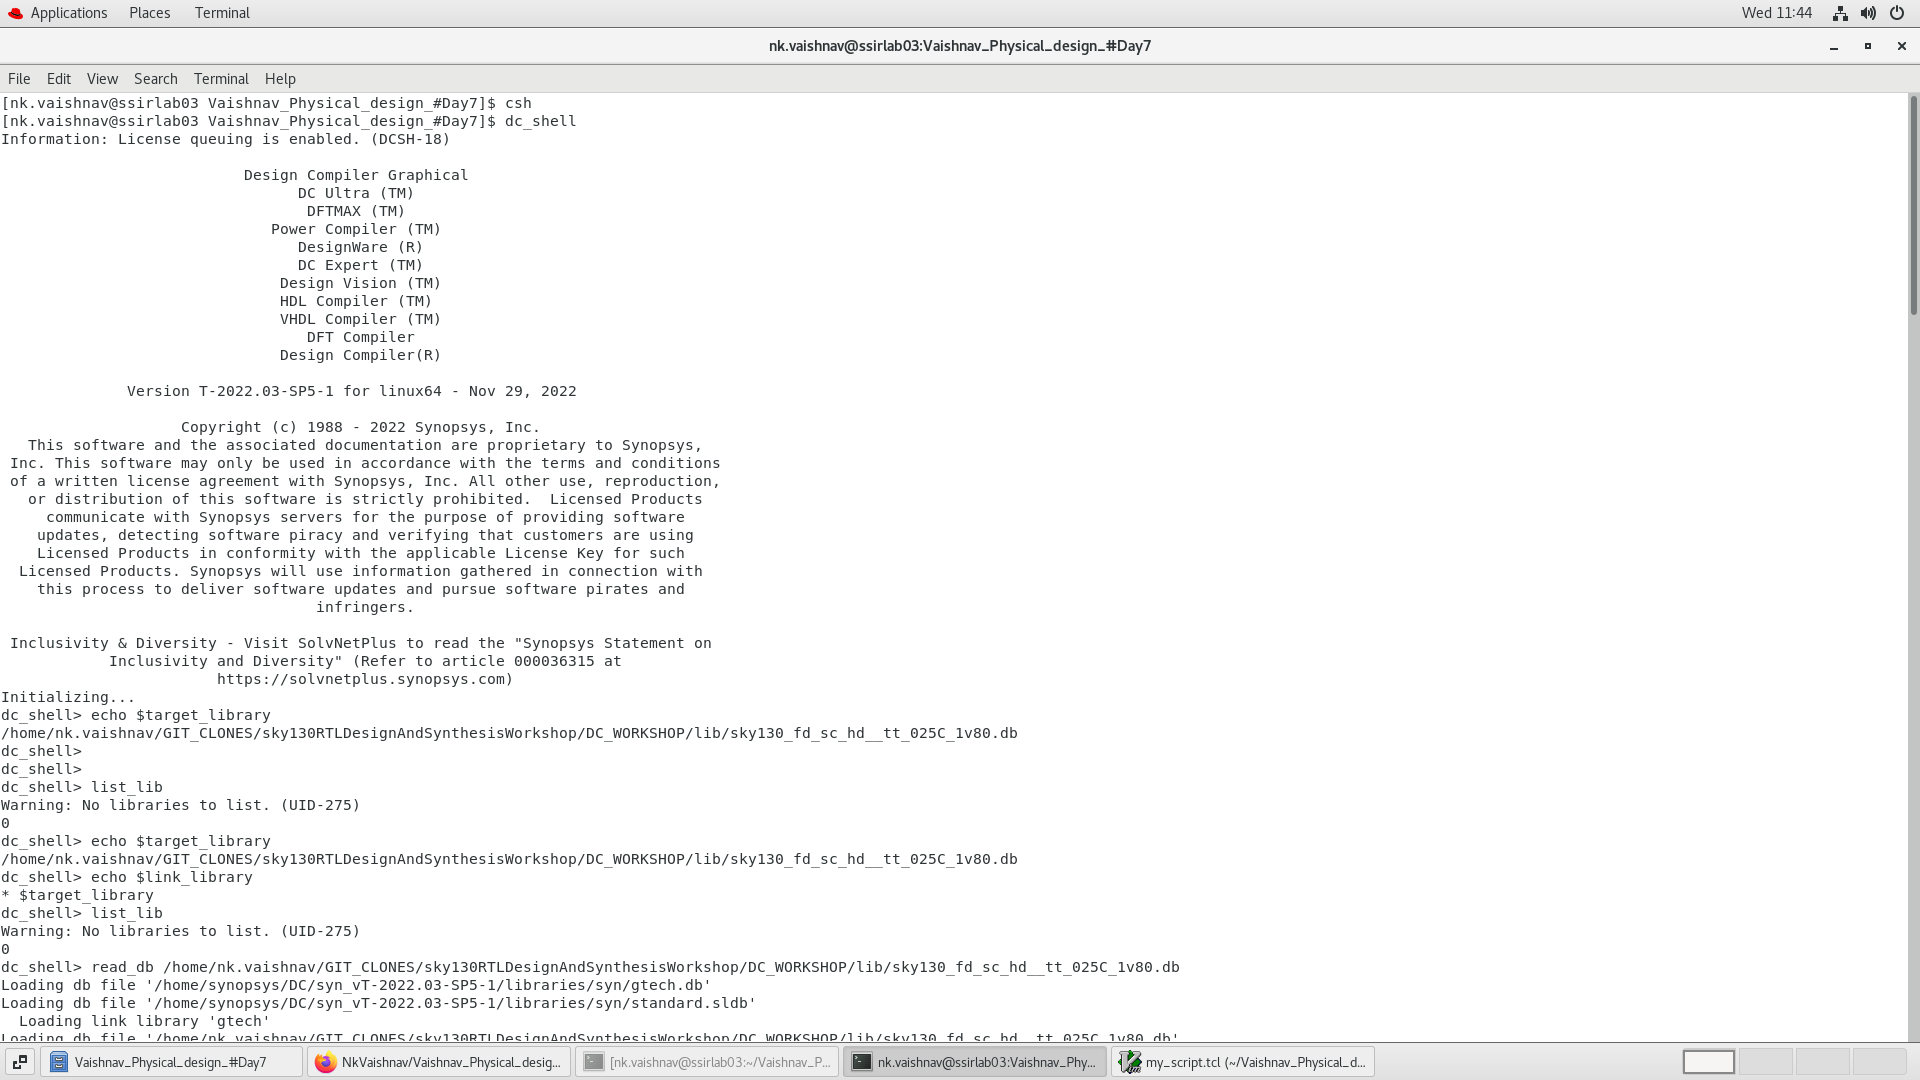 Applications Places Terminal Wed 11:44
nk.vaishnav@ssirlab03:Vaishnav_Physical_design_#Day7
File Edit View Search Terminal Help
[nk.vaishnav@ssirlab03 Vaishnav_Physical_design_#Day7]$ csh
[nk.vaishnav@ssirlab03 Vaishnav_Physical_design_#Day7]$ dc_shell
Information: License queuing is enabled. (DCSH-18)
Design Compiler Graphical
DC Ultra (TM)
DFTMAX (TM)
Power Compiler (TM)
DesignWare (R)
DC Expert (TM)
Design Vision (TM)
HDL Compiler (TM)
VHDL Compiler (TM)
DFT Compiler
Design Compiler(R)
Version T-2022.03-SP5-1 for linux64 - Nov 29, 2022
Copyright (c) 1988 - 2022 Synopsys, Inc.
This software and the associated documentation are proprietary to Synopsys,
Inc. This software may only be used in accordance with the terms and conditions
of a written license agreement with Synopsys, Inc. All other use, reproduction,
or distribution of this software is strictly prohibited.  Licensed Products
communicate with Synopsys servers for the purpose of providing software
updates, detecting software piracy and verifying that customers are using
Licensed Products in conformity with the applicable License Key for such
Licensed Products. Synopsys will use information gathered in connection with
this process to deliver software updates and pursue software pirates and
infringers.
Inclusivity & Diversity - Visit SolvNetPlus to read the "Synopsys Statement on
Inclusivity and Diversity" (Refer to article 000036315 at
https://solvnetplus.synopsys.com)
Initializing...
dc_shell> echo $target_library
/home/nk.vaishnav/GIT_CLONES/sky130RTLDesignAndSynthesisWorkshop/DC_WORKSHOP/lib/sky130_fd_sc_hd__tt_025C_1v80.db
dc_shell>
dc_shell>
dc_shell> list_lib
Warning: No libraries to list. (UID-275)
0
dc_shell> echo $target_library
/home/nk.vaishnav/GIT_CLONES/sky130RTLDesignAndSynthesisWorkshop/DC_WORKSHOP/lib/sky130_fd_sc_hd__tt_025C_1v80.db
dc_shell> echo $link_library
* $target_library
dc_shell> list_lib
Warning: No libraries to list. (UID-275)
0
dc_shell> read_db /home/nk.vaishnav/GIT_CLONES/sky130RTLDesignAndSynthesisWorkshop/DC_WORKSHOP/lib/sky130_fd_sc_hd__tt_025C_1v80.db
Loading db file '/home/synopsys/DC/syn_vT-2022.03-SP5-1/libraries/syn/gtech.db'
Loading db file '/home/synopsys/DC/syn_vT-2022.03-SP5-1/libraries/syn/standard.sldb'
Loading link library 'gtech'
Loading db file '/home/nk.vaishnav/GIT_CLONES/sky130RTLDesignAndSynthesisWorkshop/DC_WORKSHOP/lib/sky130_fd_sc_hd__tt_025C_1v80.db'
Vaishnav_Physical_design_#Day7 NkVaishnav/Vaishnav_Physical_desig... [nk.vaishnav@ssirlab03:~/Vaishnav_P... nk.vaishnav@ssirlab03:Vaishnav_Phy... my_script.tcl (~/Vaishnav_Physical_d...